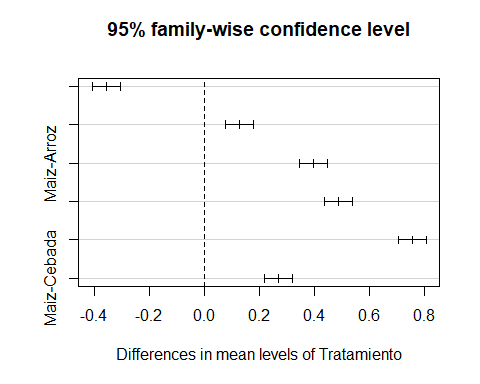 95% family-wise confidence level
Maiz-Arroz
Maiz-Cebada
-0.4 -0.2 0.0 0.2 0.4 0.6 0.8
Differences in mean levels of Tratamiento